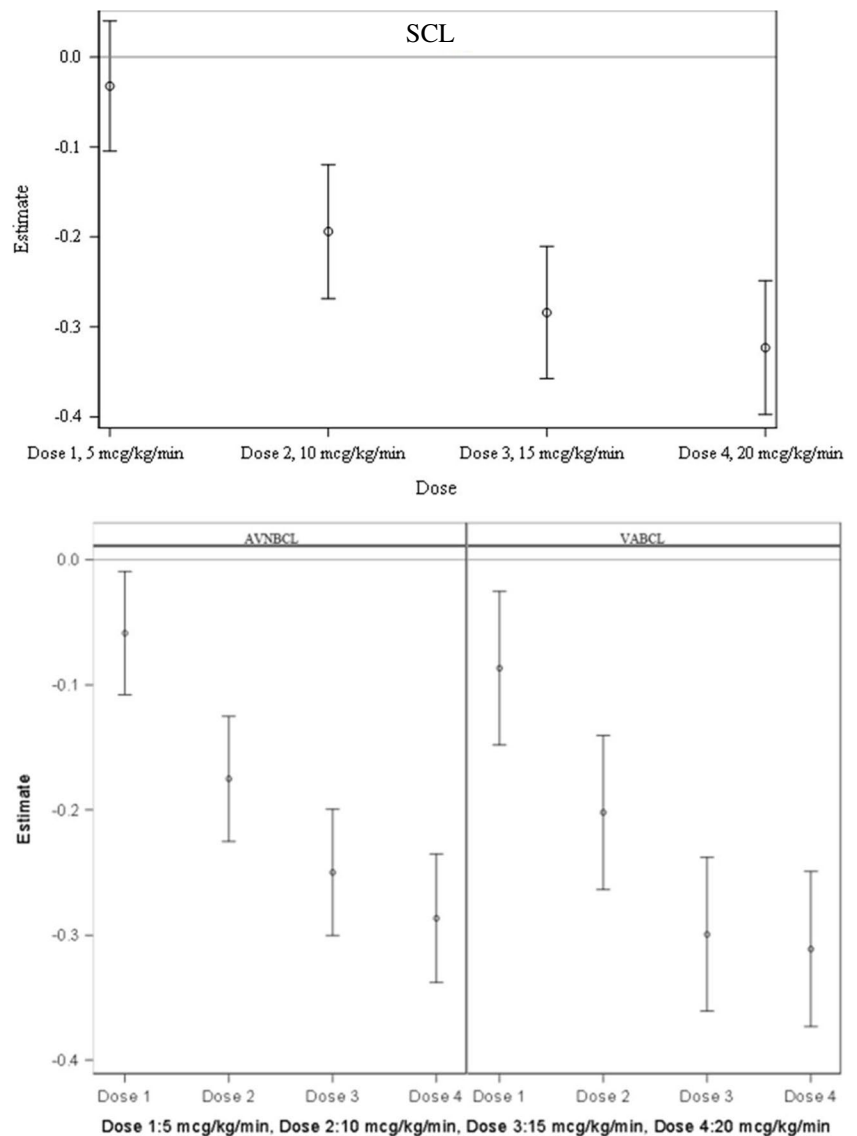 SCL
0.0
-0.1
-0.2
-0.3
-0.4
Estimate
Dose 1, 5 mcg/kg/min Dose 2, 10 mcg/kg/min Dose 3, 15 mcg/kg/min Dose 4, 20 mcg/kg/min
Dose
AVNBCL VABCL
0.0
-0.1
-0.2
-0.3
-0.4
Estimate
Dose 1 Dose 2 Dose 3 Dose 4 Dose 1 Dose 2 Dose 3 Dose 4
Dose 1:5 mcg/kg/min, Dose 2:10 mcg/kg/min, Dose 3:15 mcg/kg/min, Dose 4:20 mcg/kg/min